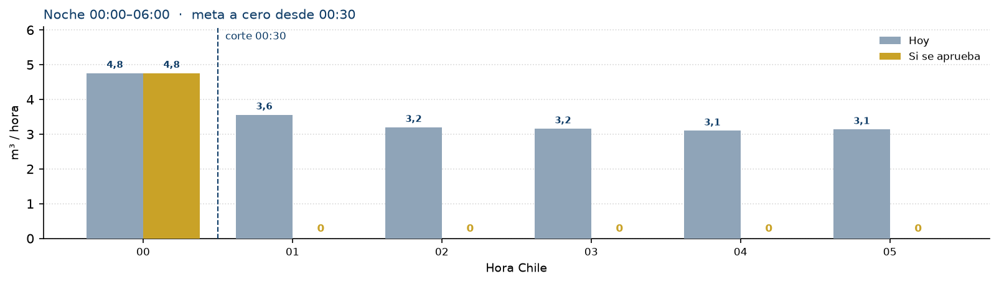 Noche 00:00–06:00 · meta a cero desde 00:30
corte 00:30
Hoy
Si se aprueba
m³ / hora
6
5
4
3
2
1
0
4,8 4,8 3,6 0 3,2 0 3,2 0 3,1 0 3,1 0
00 01 02 03 04 05
Hora Chile